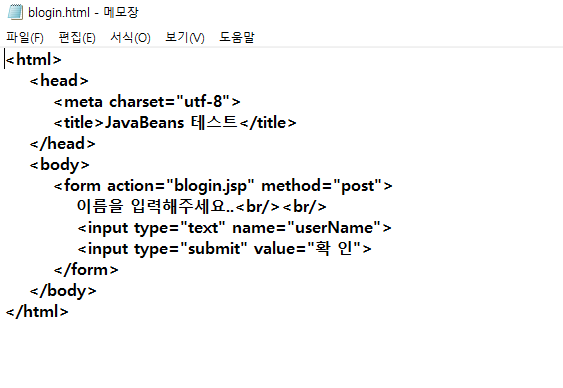 blogin.html - 메모장
파일(F) 편집(E) 서식(O) 보기(V) 도움말
<html>
<head>
<meta charset="utf-8">
<title>JavaBeans 테스트</title>
</head>
<body>
<form action="blogin.jsp" method="post">
이름을 입력해주세요..<br/><br/>
<input type="text" name="userName">
<input type="submit" value="확 인">
</form>
</body>
</html>